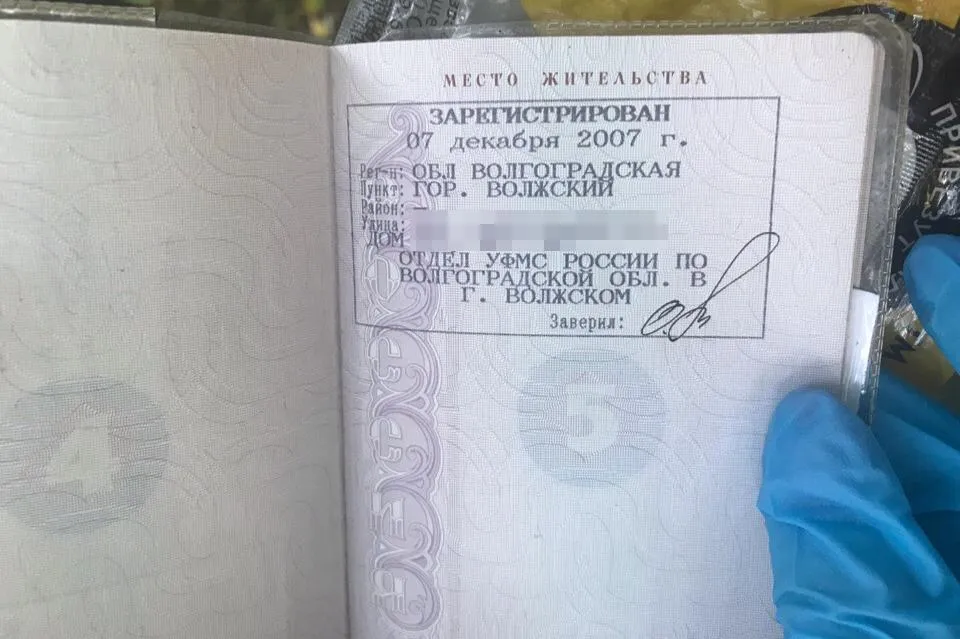 МЕСТО ЖИТЕЛЬСТВА
ЗАРЕГИСТРИРОВАН
07 декабря 2007 г.
Рег-н: ОБЛ ВОЛГОГРАДСКАЯ
Пункт: ГОР. ВОЛЖСКИЙ
Район: —
Улица:
ДОМ
ОТДЕЛ УФМС РОССИИ ПО
ВОЛГОГРАДСКОЙ ОБЛ. В
Г. ВОЛЖСКОМ
Заверил:
4
5